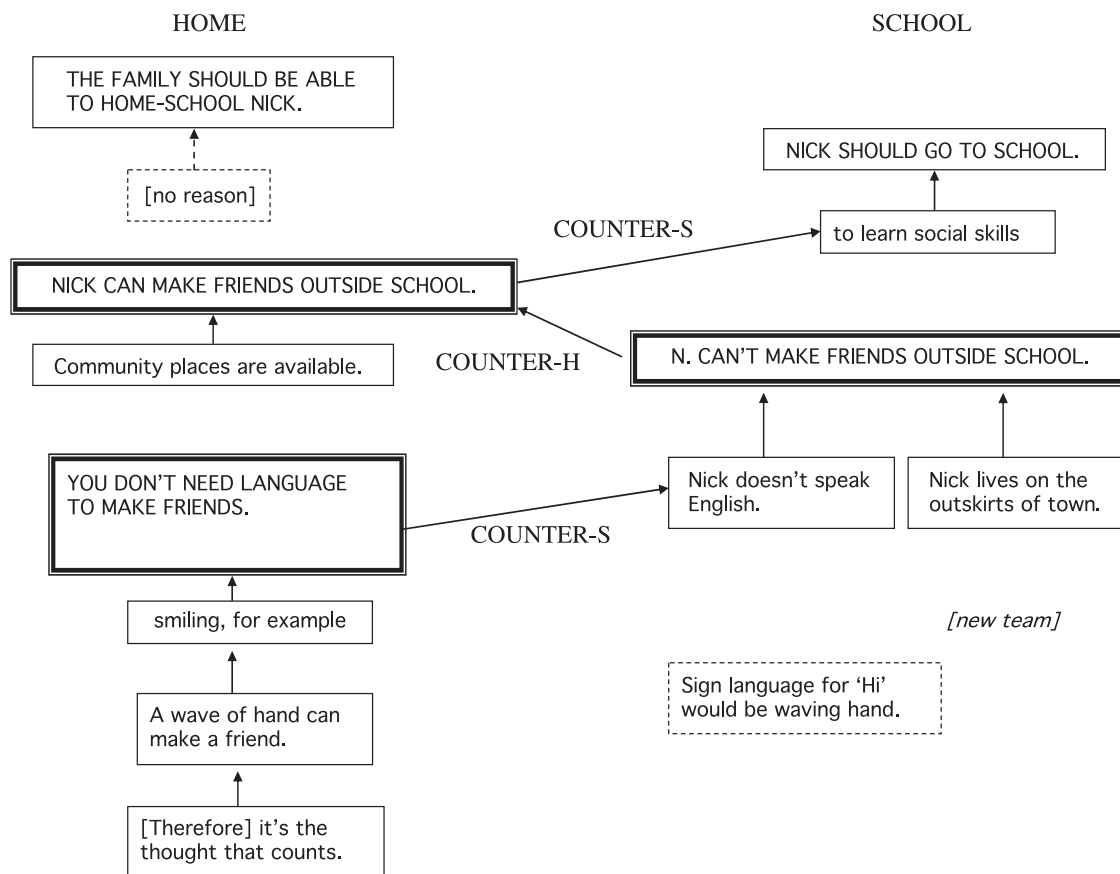 HOME
SCHOOL
THE FAMILY SHOULD BE ABLE
TO HOME-SCHOOL NICK.
NICK SHOULD GO TO SCHOOL.
[no reason]
COUNTER-S
to learn social skills
NICK CAN MAKE FRIENDS OUTSIDE SCHOOL.
Community places are available.
COUNTER-H
N. CAN'T MAKE FRIENDS OUTSIDE SCHOOL.
YOU DON'T NEED LANGUAGE
TO MAKE FRIENDS.
COUNTER-S
Nick doesn't speak
English.
Nick lives on the
outskirts of town.
smiling, for example
[new team]
A wave of hand can
make a friend.
Sign language for ‘Hi’
would be waving hand.
[Therefore] it's the
thought that counts.